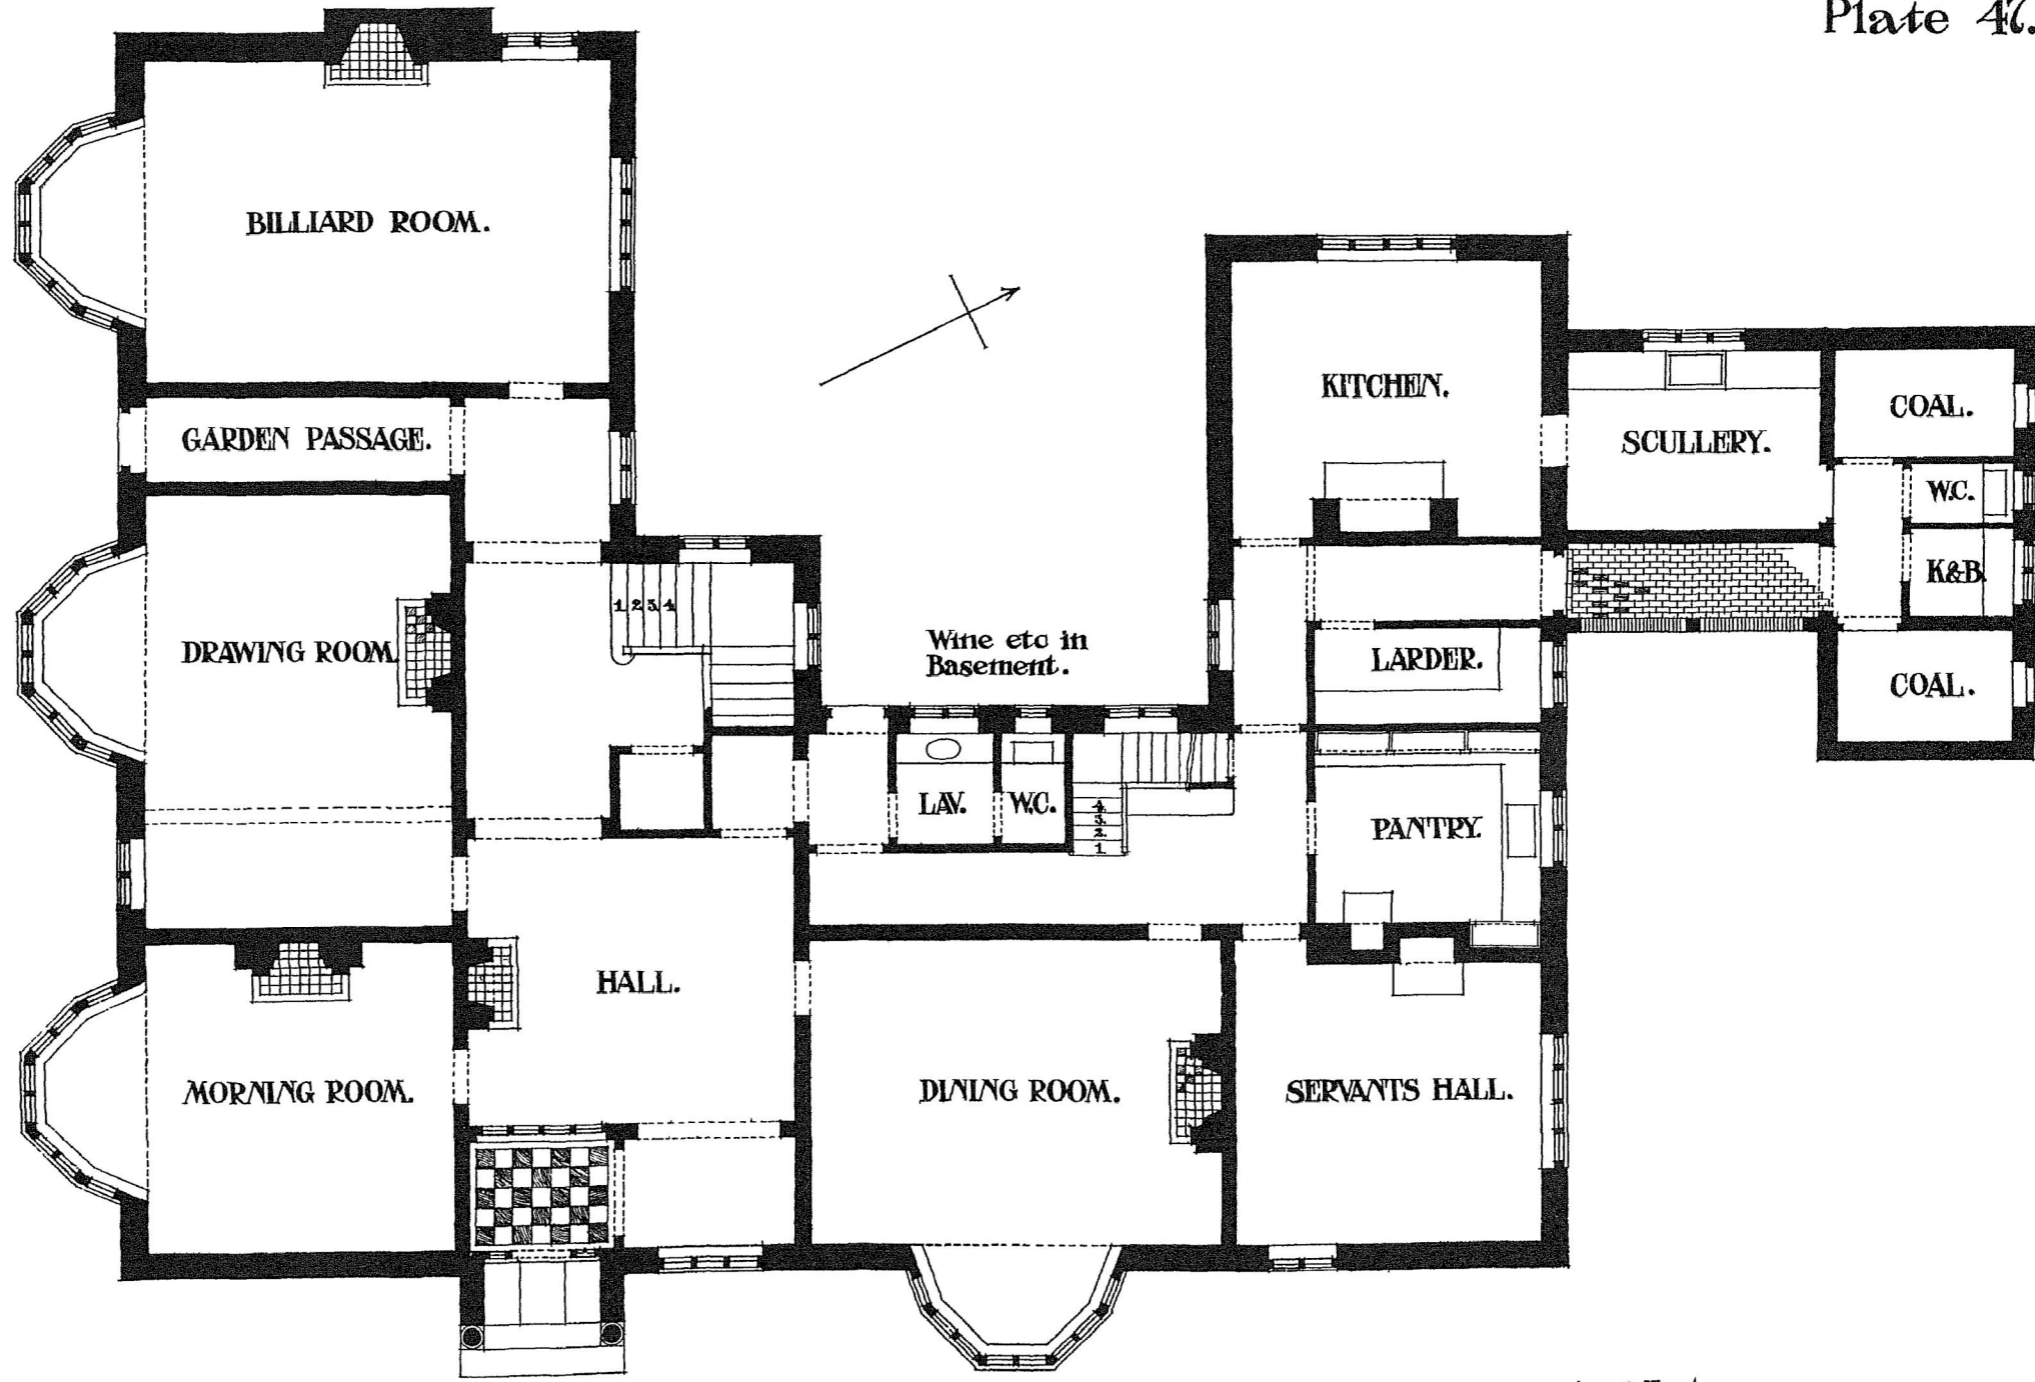 Plate 47.
BILLIARD ROOM.
KITCHEN.
COAL.
GARDEN PASSAGE.
SCULLERY.
W.C.
K&B.
1 2 3 4
DRAWING ROOM.
Wine etc in
Basement.
LARDER.
COAL.
LAV.
W.C.
4.
3.
2.
1.
PANTRY.
HALL.
MORNING ROOM.
DINING ROOM.
SERVANTS HALL.